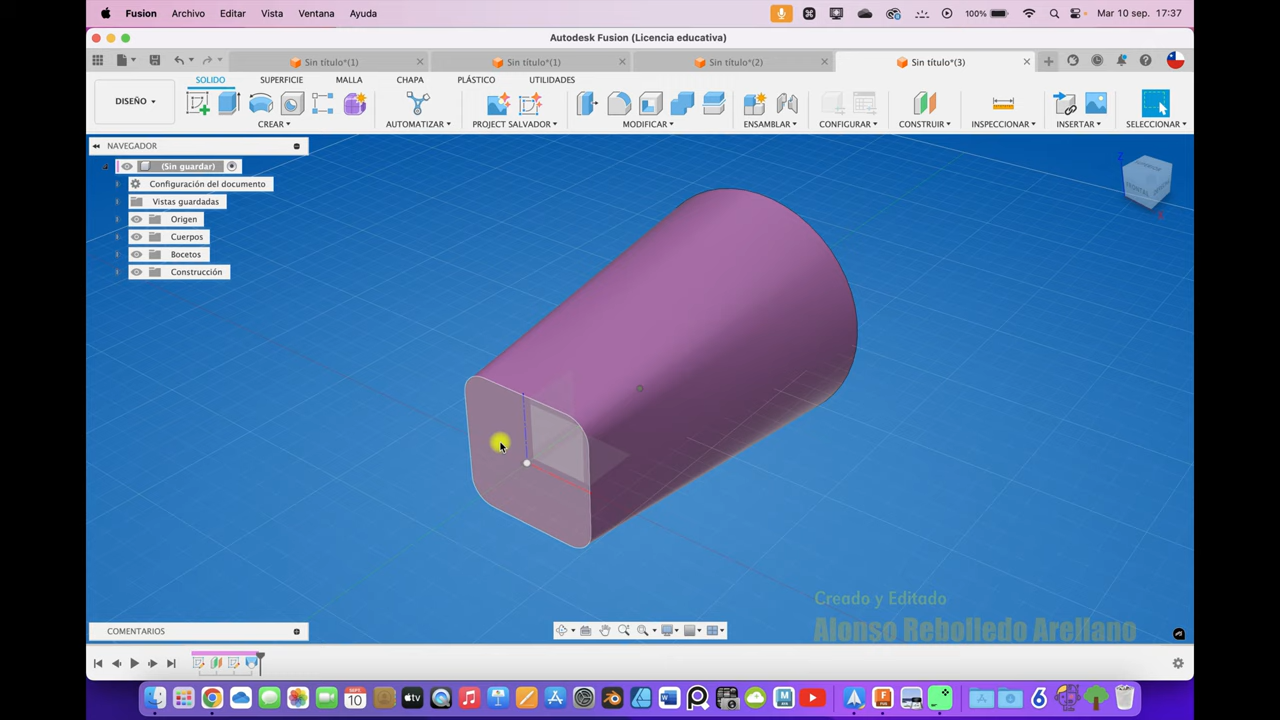 Fusion Archivo Editar Vista Ventana Ayuda 100% Mar 10 sep. 17:37
Autodesk Fusion (Licencia educativa)
Sin título*(1) Sin título*(1) Sin título*(2) Sin título*(3)
SOLIDO SUPERFICIE MALLA CHAPA PLÁSTICO UTILIDADES
DISEÑO
CREAR AUTOMATIZAR PROJECT SALVADOR MODIFICAR ENSAMBLAR CONFIGURAR CONSTRUIR INSPECCIONAR INSERTAR SELECCIONAR
NAVEGADOR
(Sin guardar)
Configuración del documento
Vistas guardadas
Origen
Cuerpos
Bocetos
Construcción
Z
FRONTAL
X
Creado y Editado
Alonso Rebolledo Arellano
COMENTARIOS